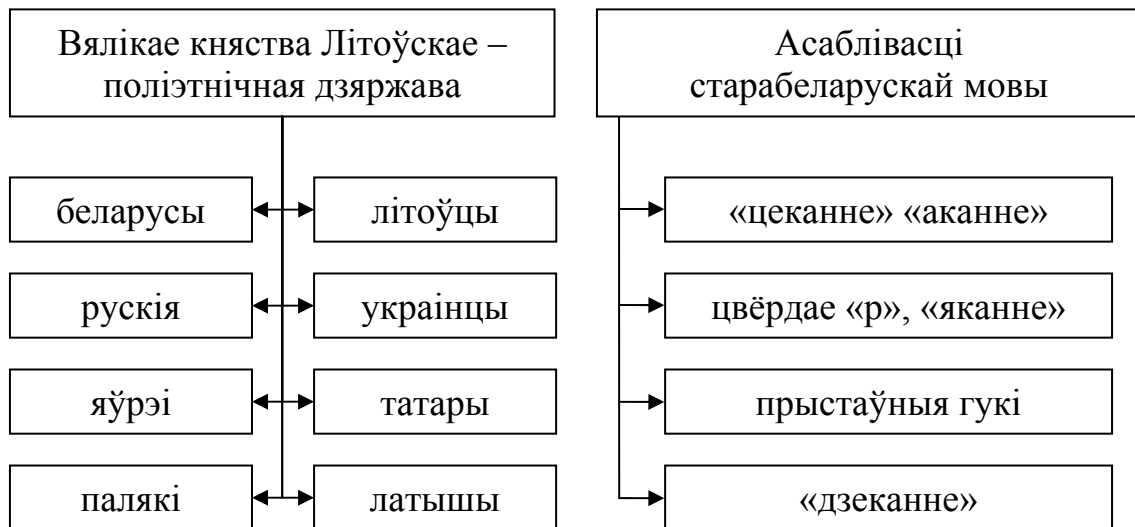 Вялікае княства Літоўскае –
поліэтнічная дзяржава
беларусы
літоўцы
рускія
украінцы
яўрэі
татары
палякі
латышы
Асаблівасці
старабеларускай мовы
«цеканне» «аканне»
цвёрдае «р», «яканне»
прыстаўныя гукі
«дзеканне»